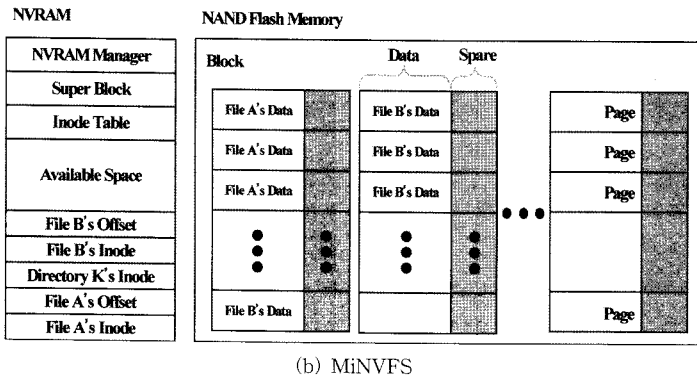 NVRAM
NAND Flash Memory
NVRAM Manager
Super Block
Inode Table
Available Space
File B's Offset
File B's Inode
Directory K's Inode
File A's Offset
File A's Inode
Block
Data
Spare
File A's Data
File B's Data
Page
File A's Data
File B's Data
Page
File A's Data
File B's Data
Page
File B's Data
Page
(b) MiNVFS